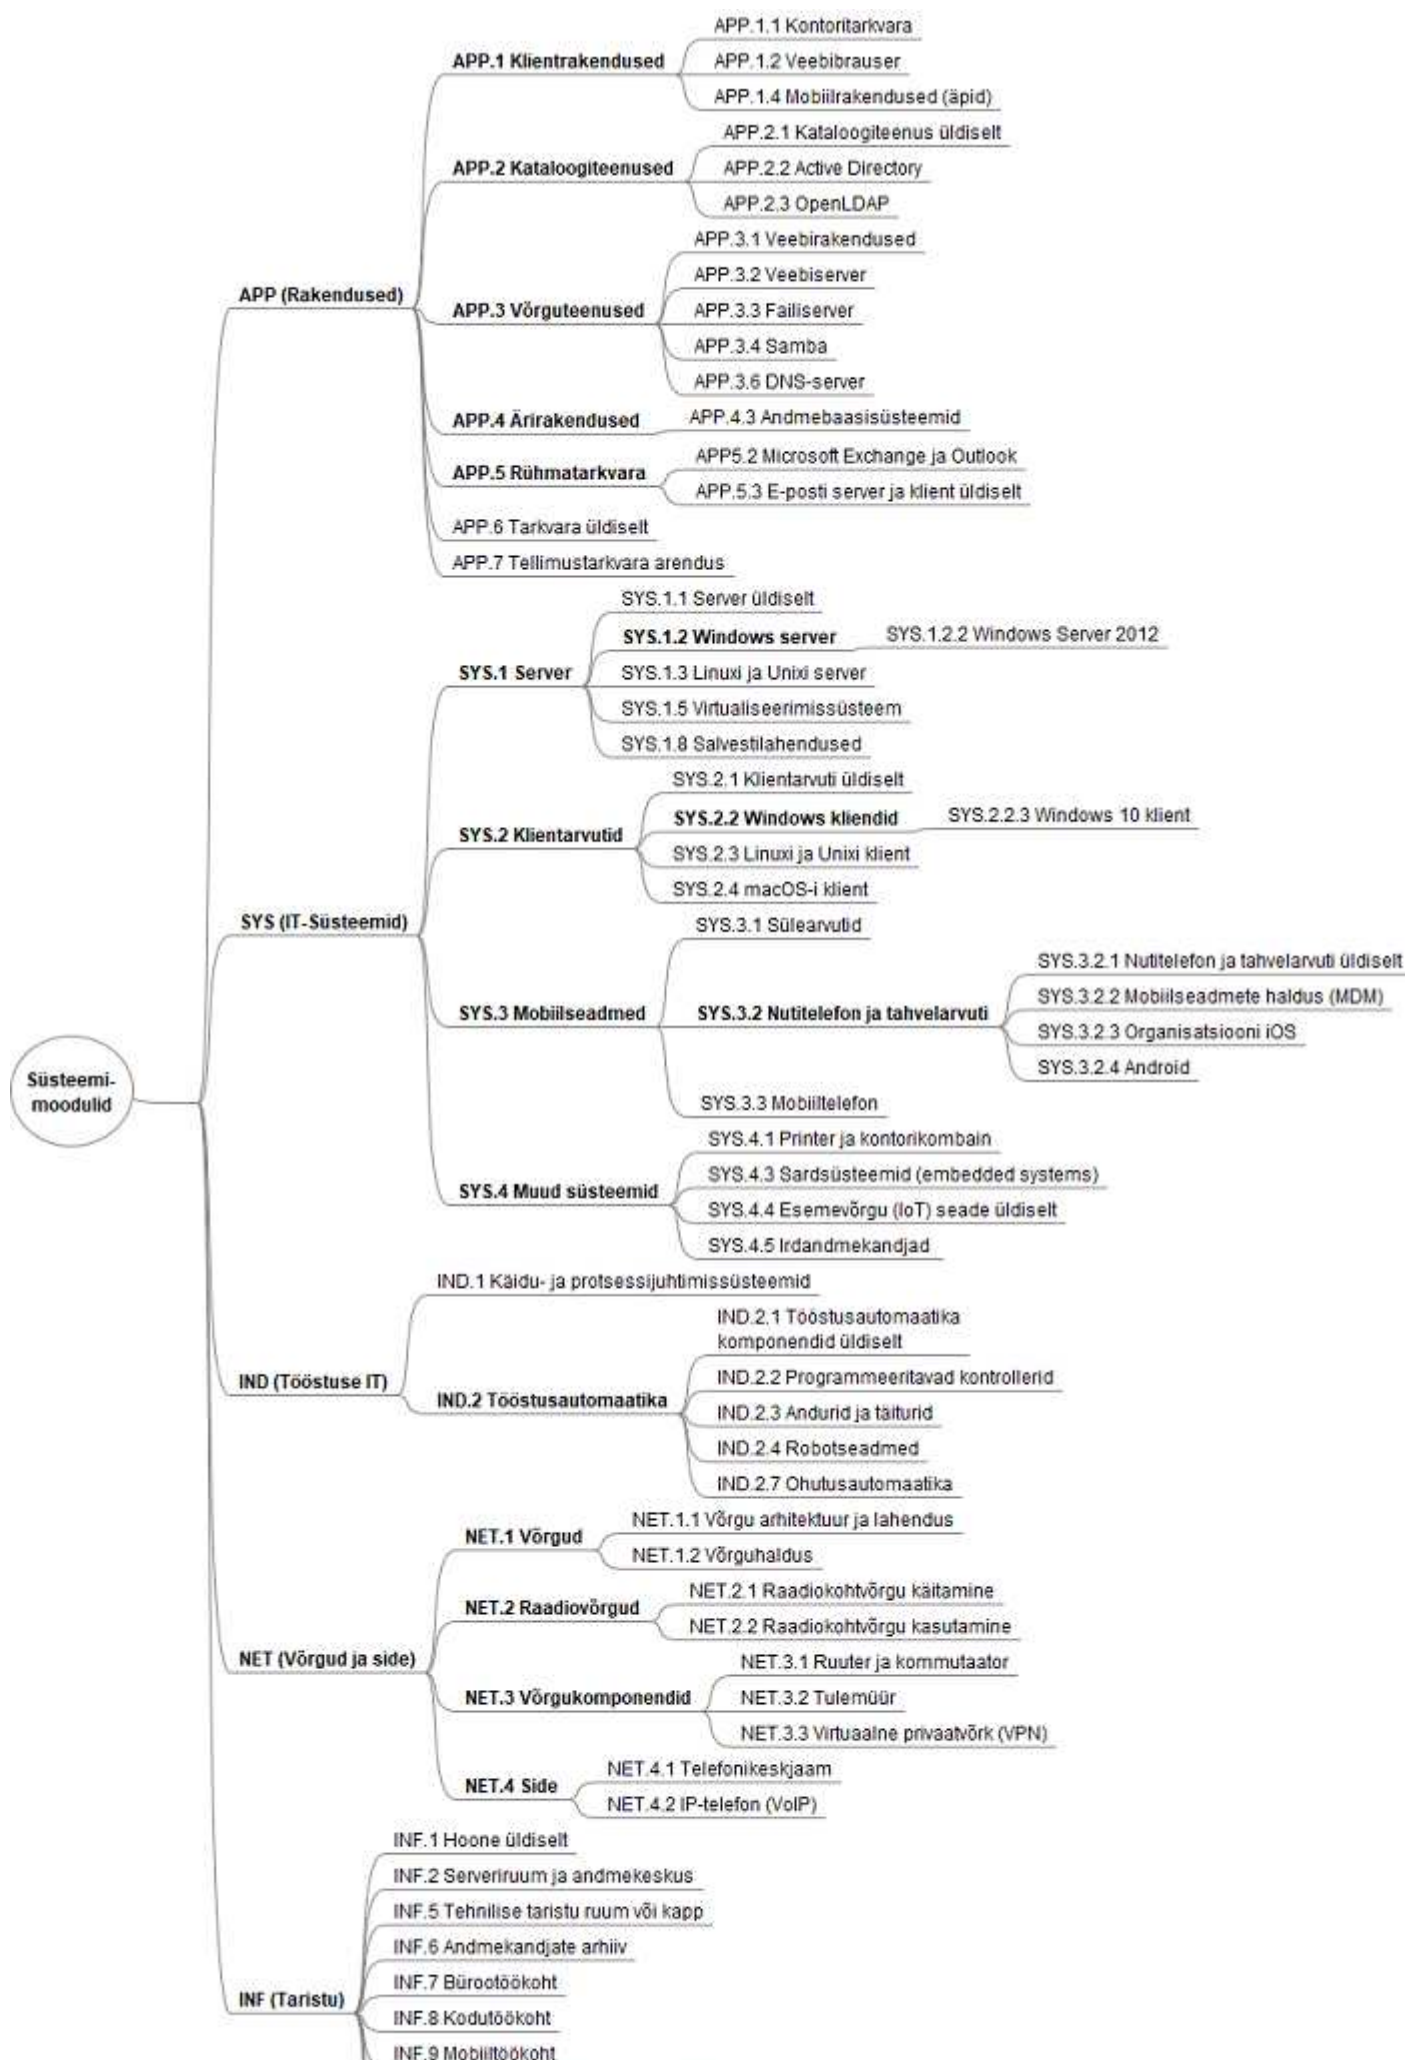 Süsteemi-
moodulid
APP (Rakendused)
APP.1 Klientrakendused
APP.1.1 Kontoritarkvara
APP.1.2 Veebibrauser
APP.1.4 Mobiilrakendused (äpid)
APP.2 Kataloogiteenused
APP.2.1 Kataloogiteenus üldiselt
APP.2.2 Active Directory
APP.2.3 OpenLDAP
APP.3 Võrguteenused
APP.3.1 Veebirakendused
APP.3.2 Veebiserver
APP.3.3 Failiserver
APP.3.4 Samba
APP.3.6 DNS-server
APP.4 Ärirakendused
APP.4.3 Andmebaasisüsteemid
APP.5 Rühmatarkvara
APP5.2 Microsoft Exchange ja Outlook
APP.5.3 E-posti server ja klient üldiselt
APP.6 Tarkvara üldiselt
APP.7 Tellimustarkvara arendus
SYS (IT-Süsteemid)
SYS.1 Server
SYS.1.1 Server üldiselt
SYS.1.2 Windows server
SYS.1.2.2 Windows Server 2012
SYS.1.3 Linuxi ja Unixi server
SYS.1.5 Virtualiseerimissüsteem
SYS.1.8 Salvestilahendused
SYS.2 Klientarvutid
SYS.2.1 Klientarvuti üldiselt
SYS.2.2 Windows kliendid
SYS.2.2.3 Windows 10 klient
SYS.2.3 Linuxi ja Unixi klient
SYS.2.4 macOS-i klient
SYS.3 Mobiilseadmed
SYS.3.1 Sülearvutid
SYS.3.2 Nutitelefon ja tahvelarvuti
SYS.3.2.1 Nutitelefon ja tahvelarvuti üldiselt
SYS.3.2.2 Mobiilseadmete haldus (MDM)
SYS.3.2.3 Organisatsiooni iOS
SYS.3.2.4 Android
SYS.3.3 Mobiiltelefon
SYS.4 Muud süsteemid
SYS.4.1 Printer ja kontorikombain
SYS.4.3 Sardsüsteemid (embedded systems)
SYS.4.4 Esemevõrgu (IoT) seade üldiselt
SYS.4.5 Irdandmekandjad
IND (Tööstuse IT)
IND.1 Käidu- ja protsessijuhtimissüsteemid
IND.2 Tööstusautomaatika
IND.2.1 Tööstusautomaatika
komponendid üldiselt
IND.2.2 Programmeeritavad kontrollerid
IND.2.3 Andurid ja täiturid
IND.2.4 Robotseadmed
IND.2.7 Ohutusautomaatika
NET (Võrgud ja side)
NET.1 Võrgud
NET.1.1 Võrgu arhitektuur ja lahendus
NET.1.2 Võrguhaldus
NET.2 Raadiovõrgud
NET.2.1 Raadiokohtvõrgu käitamine
NET.2.2 Raadiokohtvõrgu kasutamine
NET.3 Võrgukomponendid
NET.3.1 Ruuter ja kommutaator
NET.3.2 Tulemüür
NET.3.3 Virtuaalne privaatvõrk (VPN)
NET.4 Side
NET.4.1 Telefonikeskjaam
NET.4.2 IP-telefon (VoIP)
INF (Taristu)
INF.1 Hoone üldiselt
INF.2 Serveriruum ja andmekeskus
INF.5 Tehnilise taristu ruum või kapp
INF.6 Andmekandjate arhiiv
INF.7 Bürootöökoht
INF.8 Kodutöökoht
INF.9 Mobiiltöökoht